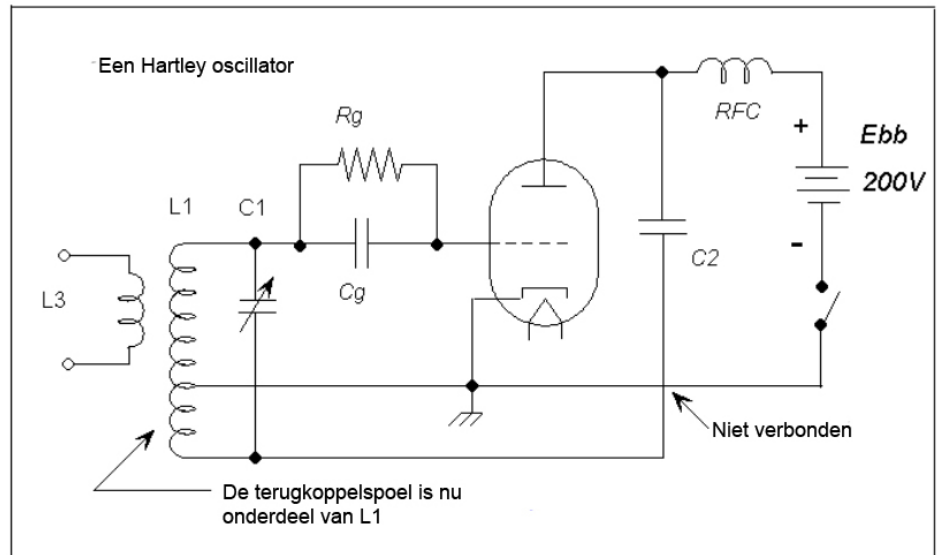 Een Hartley oscillator
Rg
RFC
+
Ebb
200V
L1
C1
-
C2
Cg
L3
Niet verbonden
De terugkoppelspoel is nu
onderdeel van L1